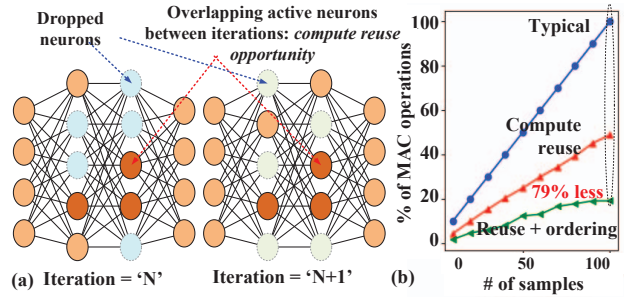 (a)
Dropped
neurons
Overlapping active neurons
between iterations: compute reuse
opportunity
Iteration = ‘N’
Iteration = ‘N+1’
(b)
% of MAC operations
100
80
60
40
20
0
Typical
Compute
reuse
79% less
Reuse + ordering
0
50
100
# of samples